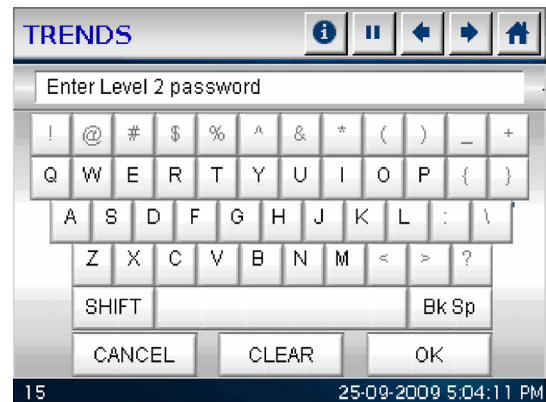 TRENDS
Enter Level 2 password
! @ # $ % ^ & * ( ) _ +
Q W E R T Y U I O P { }
A S D F G H J K L : \
Z X C V B N M < > ?
SHIFT Bk Sp
CANCEL CLEAR OK
15 25-09-2009 5:04:11 PM